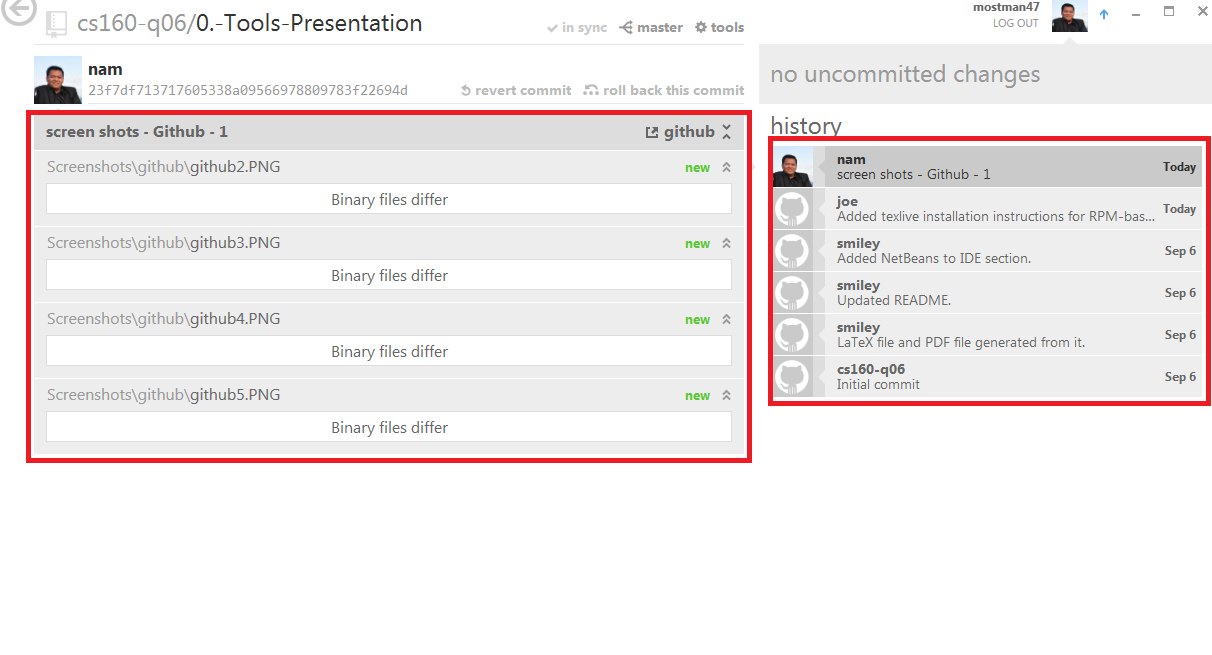 cs160-q06/0.-Tools-Presentation
in sync master tools
mostman47
LOG OUT
nam
23f7df713717605338a09566978809783f22694d
revert commit roll back this commit
screen shots - Github - 1 github
Screenshots\github\github2.PNG new
Binary files differ
Screenshots\github\github3.PNG new
Binary files differ
Screenshots\github\github4.PNG new
Binary files differ
Screenshots\github\github5.PNG new
Binary files differ
no uncommitted changes
history
nam
screen shots - Github - 1 Today
joe
Added texlive installation instructions for RPM-bas... Today
smiley
Added NetBeans to IDE section. Sep 6
smiley
Updated README. Sep 6
smiley
LaTeX file and PDF file generated from it. Sep 6
cs160-q06
Initial commit Sep 6